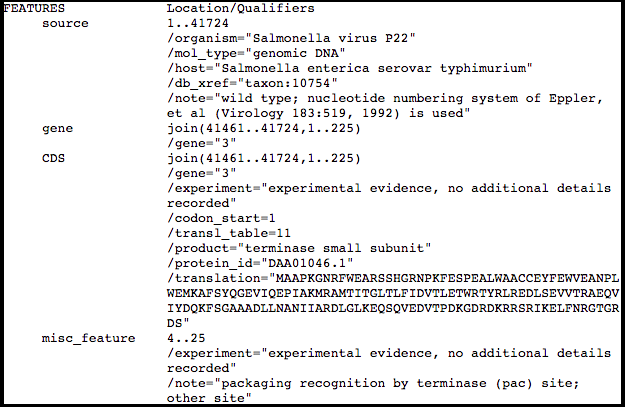 FEATURES Location/Qualifiers
source 1..41724
/organism="Salmonella virus P22"
/mol_type="genomic DNA"
/host="Salmonella enterica serovar typhimurium"
/db_xref="taxon:10754"
/note="wild type; nucleotide numbering system of Eppler,
et al (Virology 183:519, 1992) is used"
gene join(41461..41724,1..225)
/gene="3"
CDS join(41461..41724,1..225)
/gene="3"
/experiment="experimental evidence, no additional details
recorded"
/codon_start=1
/transl_table=11
/product="terminase small subunit"
/protein_id="DAA01046.1"
/translation="MAAPKGNRFWEARSSHGRNPKFESPEALWAACCEYFEWVEANPL
WEMKAFSYQGEVIQEPIAKMRAMTITGLTLFIDVTLETWRTYRLREDLSEVVTRAEQV
IYDQKFSGAAADLLNANIIARDLGLKEQSQVEDVTPDKGDRDKRRSRIKELFNRGTGR
DS"
misc_feature 4..25
/experiment="experimental evidence, no additional details
recorded"
/note="packaging recognition by terminase (pac) site;
other site"